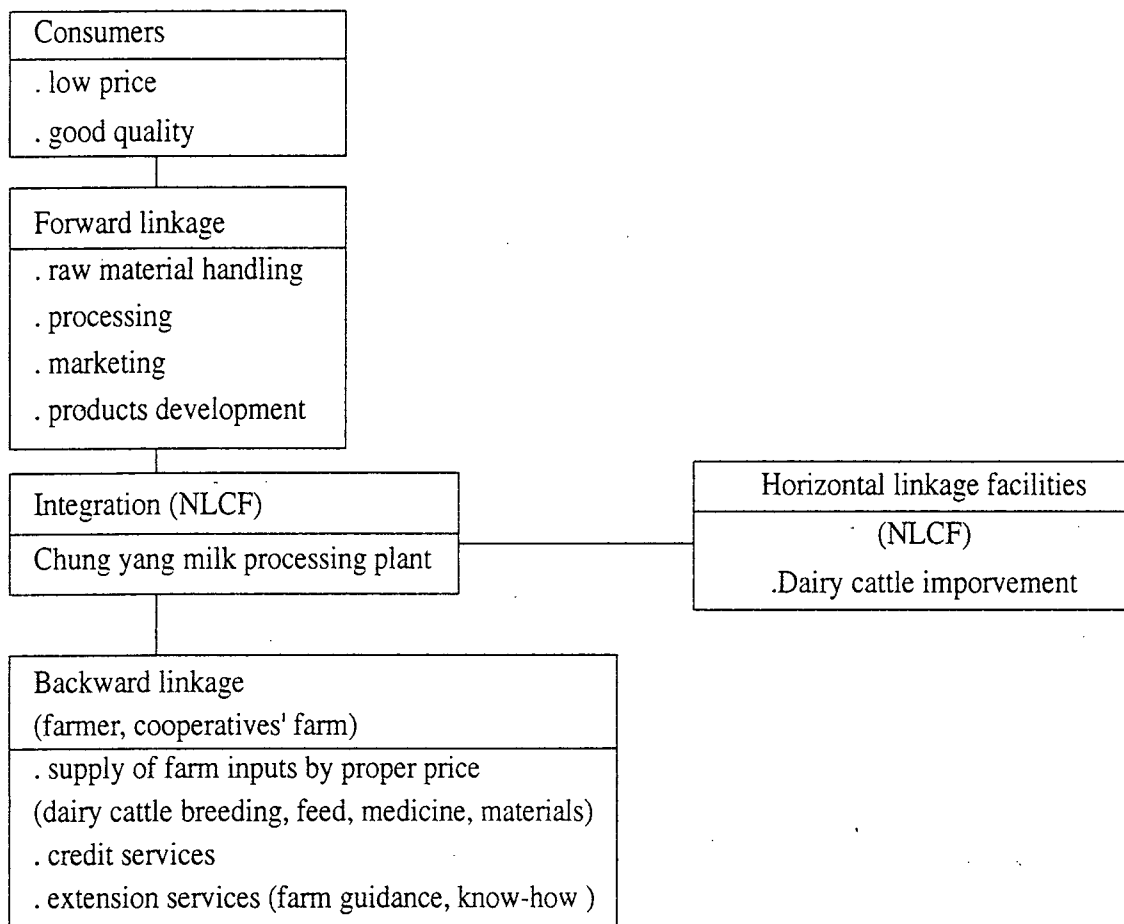 Consumers
. low price
. good quality
Forward linkage
. raw material handling
. processing
. marketing
. products development
Integration (NLCF)
Chung yang milk processing plant
Horizontal linkage facilities
(NLCF)
.Dairy cattle imporvement
Backward linkage
(farmer, cooperatives' farm)
. supply of farm inputs by proper price
(dairy cattle breeding, feed, medicine, materials)
. credit services
. extension services (farm guidance, know-how )